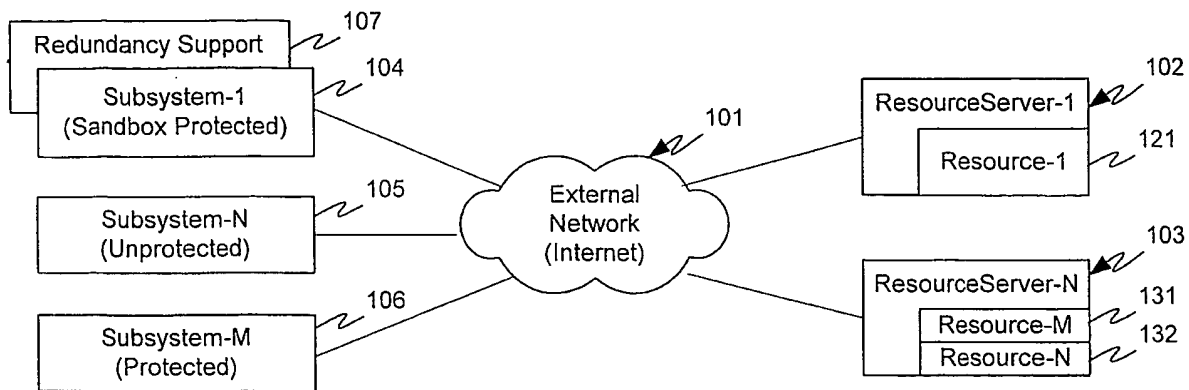 107
Redundancy Support
104
Subsystem-1
(Sandbox Protected)
105
Subsystem-N
(Unprotected)
106
Subsystem-M
(Protected)
101
External
Network
(Internet)
102
ResourceServer-1
121
Resource-1
103
ResourceServer-N
131
Resource-M
132
Resource-N